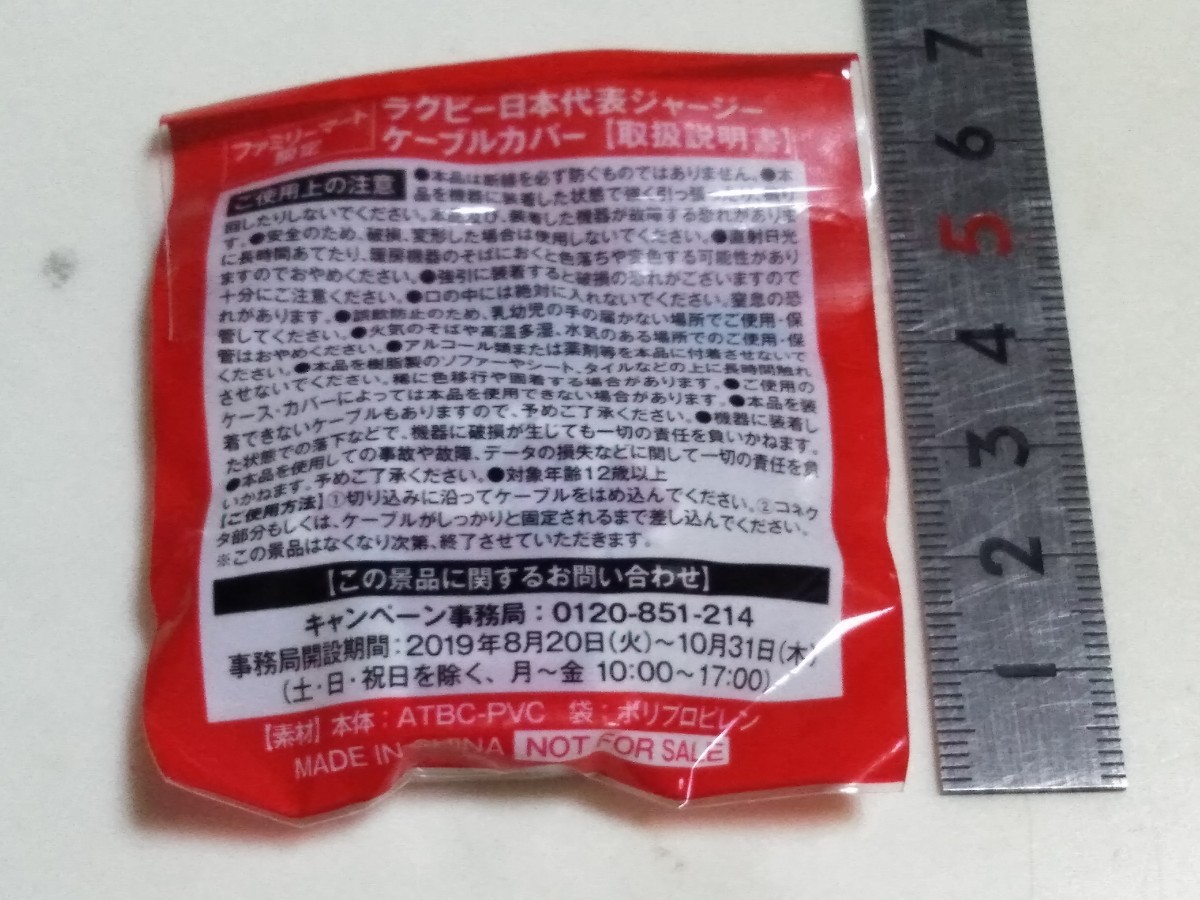 ファミリーマート
限定
ラグビー日本代表ジャージー
ケーブルカバー【取扱説明書】
ご使用上の注意
●本品は断線を必ず防ぐものではありません。●本
品を機器に装着した状態で強く引っ張ったり、振り
回したりしないでください。本品及び、装着した機器が故障する恐れがありま
す。●安全のため、破損、変形した場合は使用しないでください。●直射日光
に長時間あてたり、暖房機器のそばにおくと色落ちや変色する可能性があり
ますのでおやめください。●強引に装着すると破損の恐れがございますので
十分にご注意ください。●口の中には絶対に入れないでください。窒息の恐
れがあります。●誤飲防止のため、乳幼児の手の届かない場所でご使用・保
管してください。●火気のそばや高温多湿、水気のある場所でのご使用・保
管はおやめください。●アルコール類または薬剤等を本品に付着させないで
ください。●本品を樹脂製のソファーやシート、タイルなどの上に長時間触れ
させないでください。稀に色移行や固着する場合があります。●ご使用の
ケース・カバーによっては本品を使用できない場合があります。●本品を装
着できないケーブルもありますので、予めご了承ください。●機器に装着し
た状態での落下などで、機器に破損が生じても一切の責任を負いかねます。
●本品を使用しての事故や故障、データの損失などに関して一切の責任を負
いかねます。予めご了承ください。●対象年齢12歳以上
【ご使用方法】①切り込みに沿ってケーブルをはめ込んでください。②コネク
タ部分もしくは、ケーブルがしっかりと固定されるまで差し込んでください。
※この景品はなくなり次第、終了させていただきます。
【この景品に関するお問い合わせ】
キャンペーン事務局：0120-851-214
事務局開設期間：2019年8月20日（火）～10月31日（木）
（土・日・祝日を除く、月～金 10:00～17:00）
【素材】本体：ATBC-PVC 袋：ポリプロピレン
MADE IN CHINA NOT FOR SALE
7
6
5
4
3
2
1